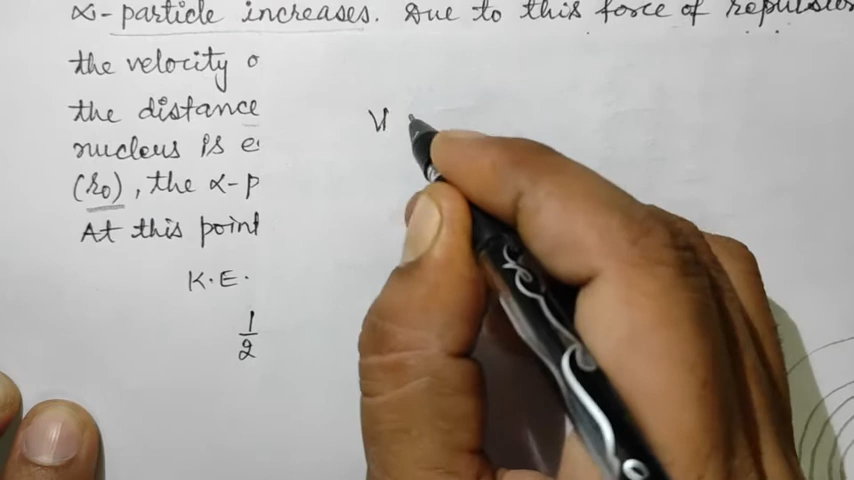 α-particle increases. Due to this force of repulsion
the velocity o
the distance
nucleus is e
(r₀), the α-p
At this point
K.E.
1/2
V